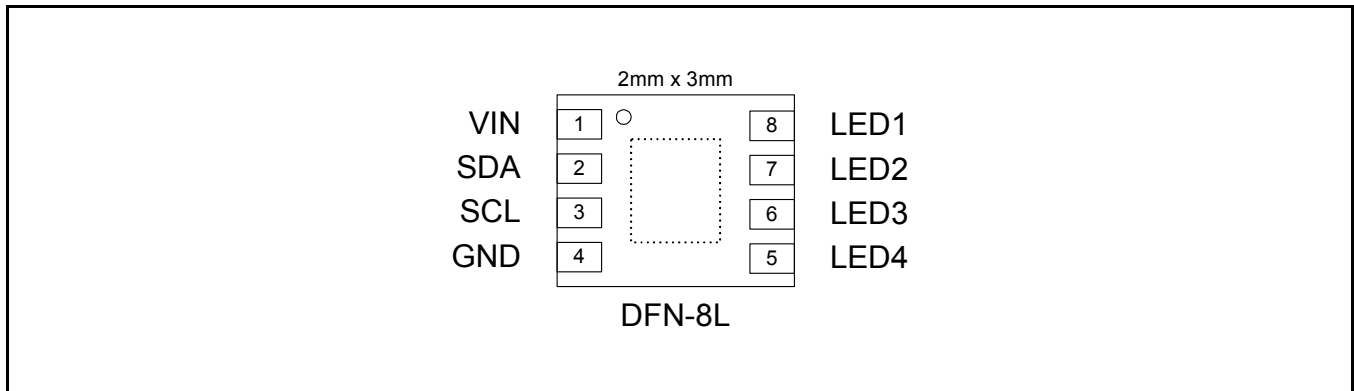 2mm x 3mm
VIN 1 8 LED1
SDA 2 7 LED2
SCL 3 6 LED3
GND 4 5 LED4
DFN-8L